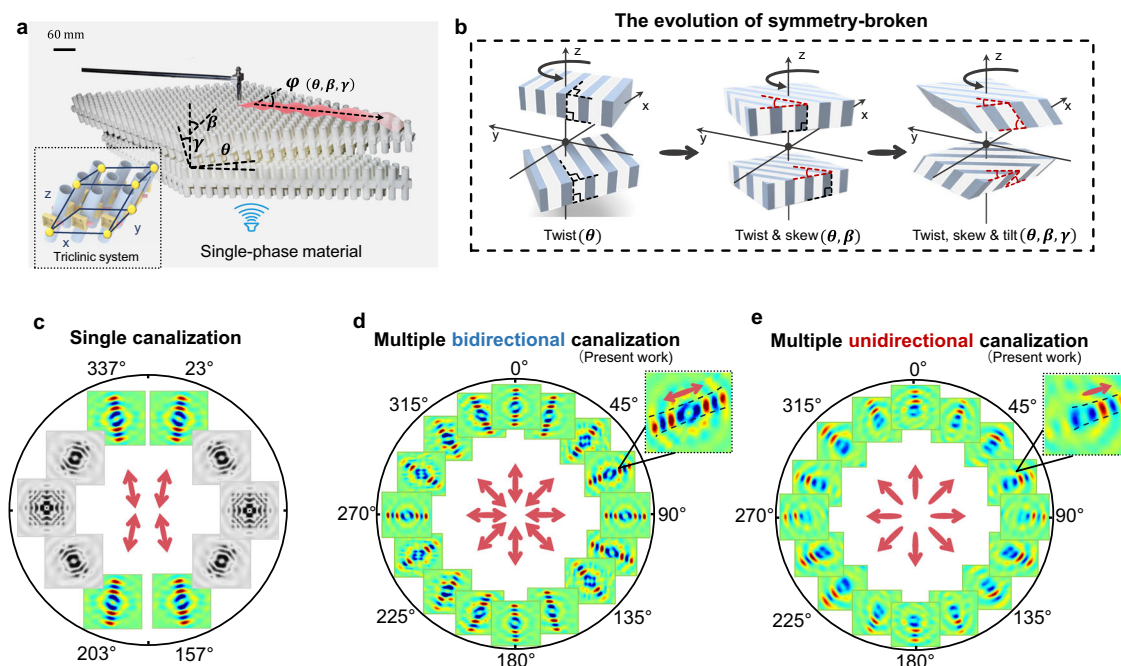 a
60 mm
φ (θ, β, γ)
β
γ
θ
z
x
y
Triclinic system
Single-phase material
b
The evolution of symmetry-broken
z
x
y
Twist(θ)
z
x
y
Twist & skew(θ, β)
z
x
y
Twist, skew & tilt(θ, β, γ)
c
Single canalization
337°
23°
203°
157°
d
Multiple bidirectional canalization
(Present work)
0°
315°
45°
270°
90°
225°
135°
180°
e
Multiple unidirectional canalization
(Present work)
0°
315°
45°
270°
90°
225°
135°
180°